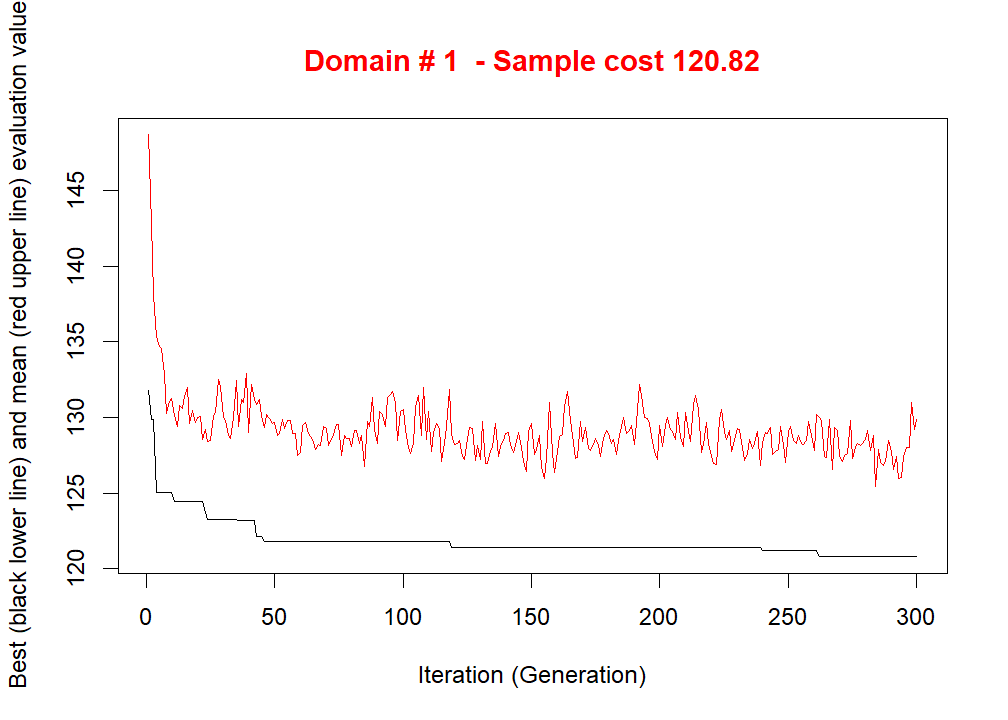 Domain # 1  - Sample cost 120.82
Best (black lower line) and mean (red upper line) evaluation value
145
140
135
130
125
120
0 50 100 150 200 250 300
Iteration (Generation)